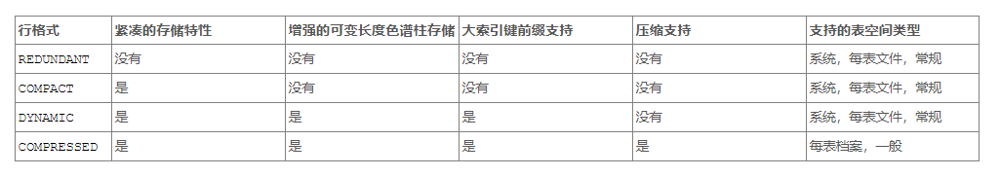 行格式 紧凑的存储特性 增强的可变长度色谱柱存储 大索引键前缀支持 压缩支持 支持的表空间类型
REDUNDANT 没有 没有 没有 没有 系统，每表文件，常规
COMPACT 是 没有 没有 没有 系统，每表文件，常规
DYNAMIC 是 是 是 没有 系统，每表文件，常规
COMPRESSED 是 是 是 是 每表档案，一般